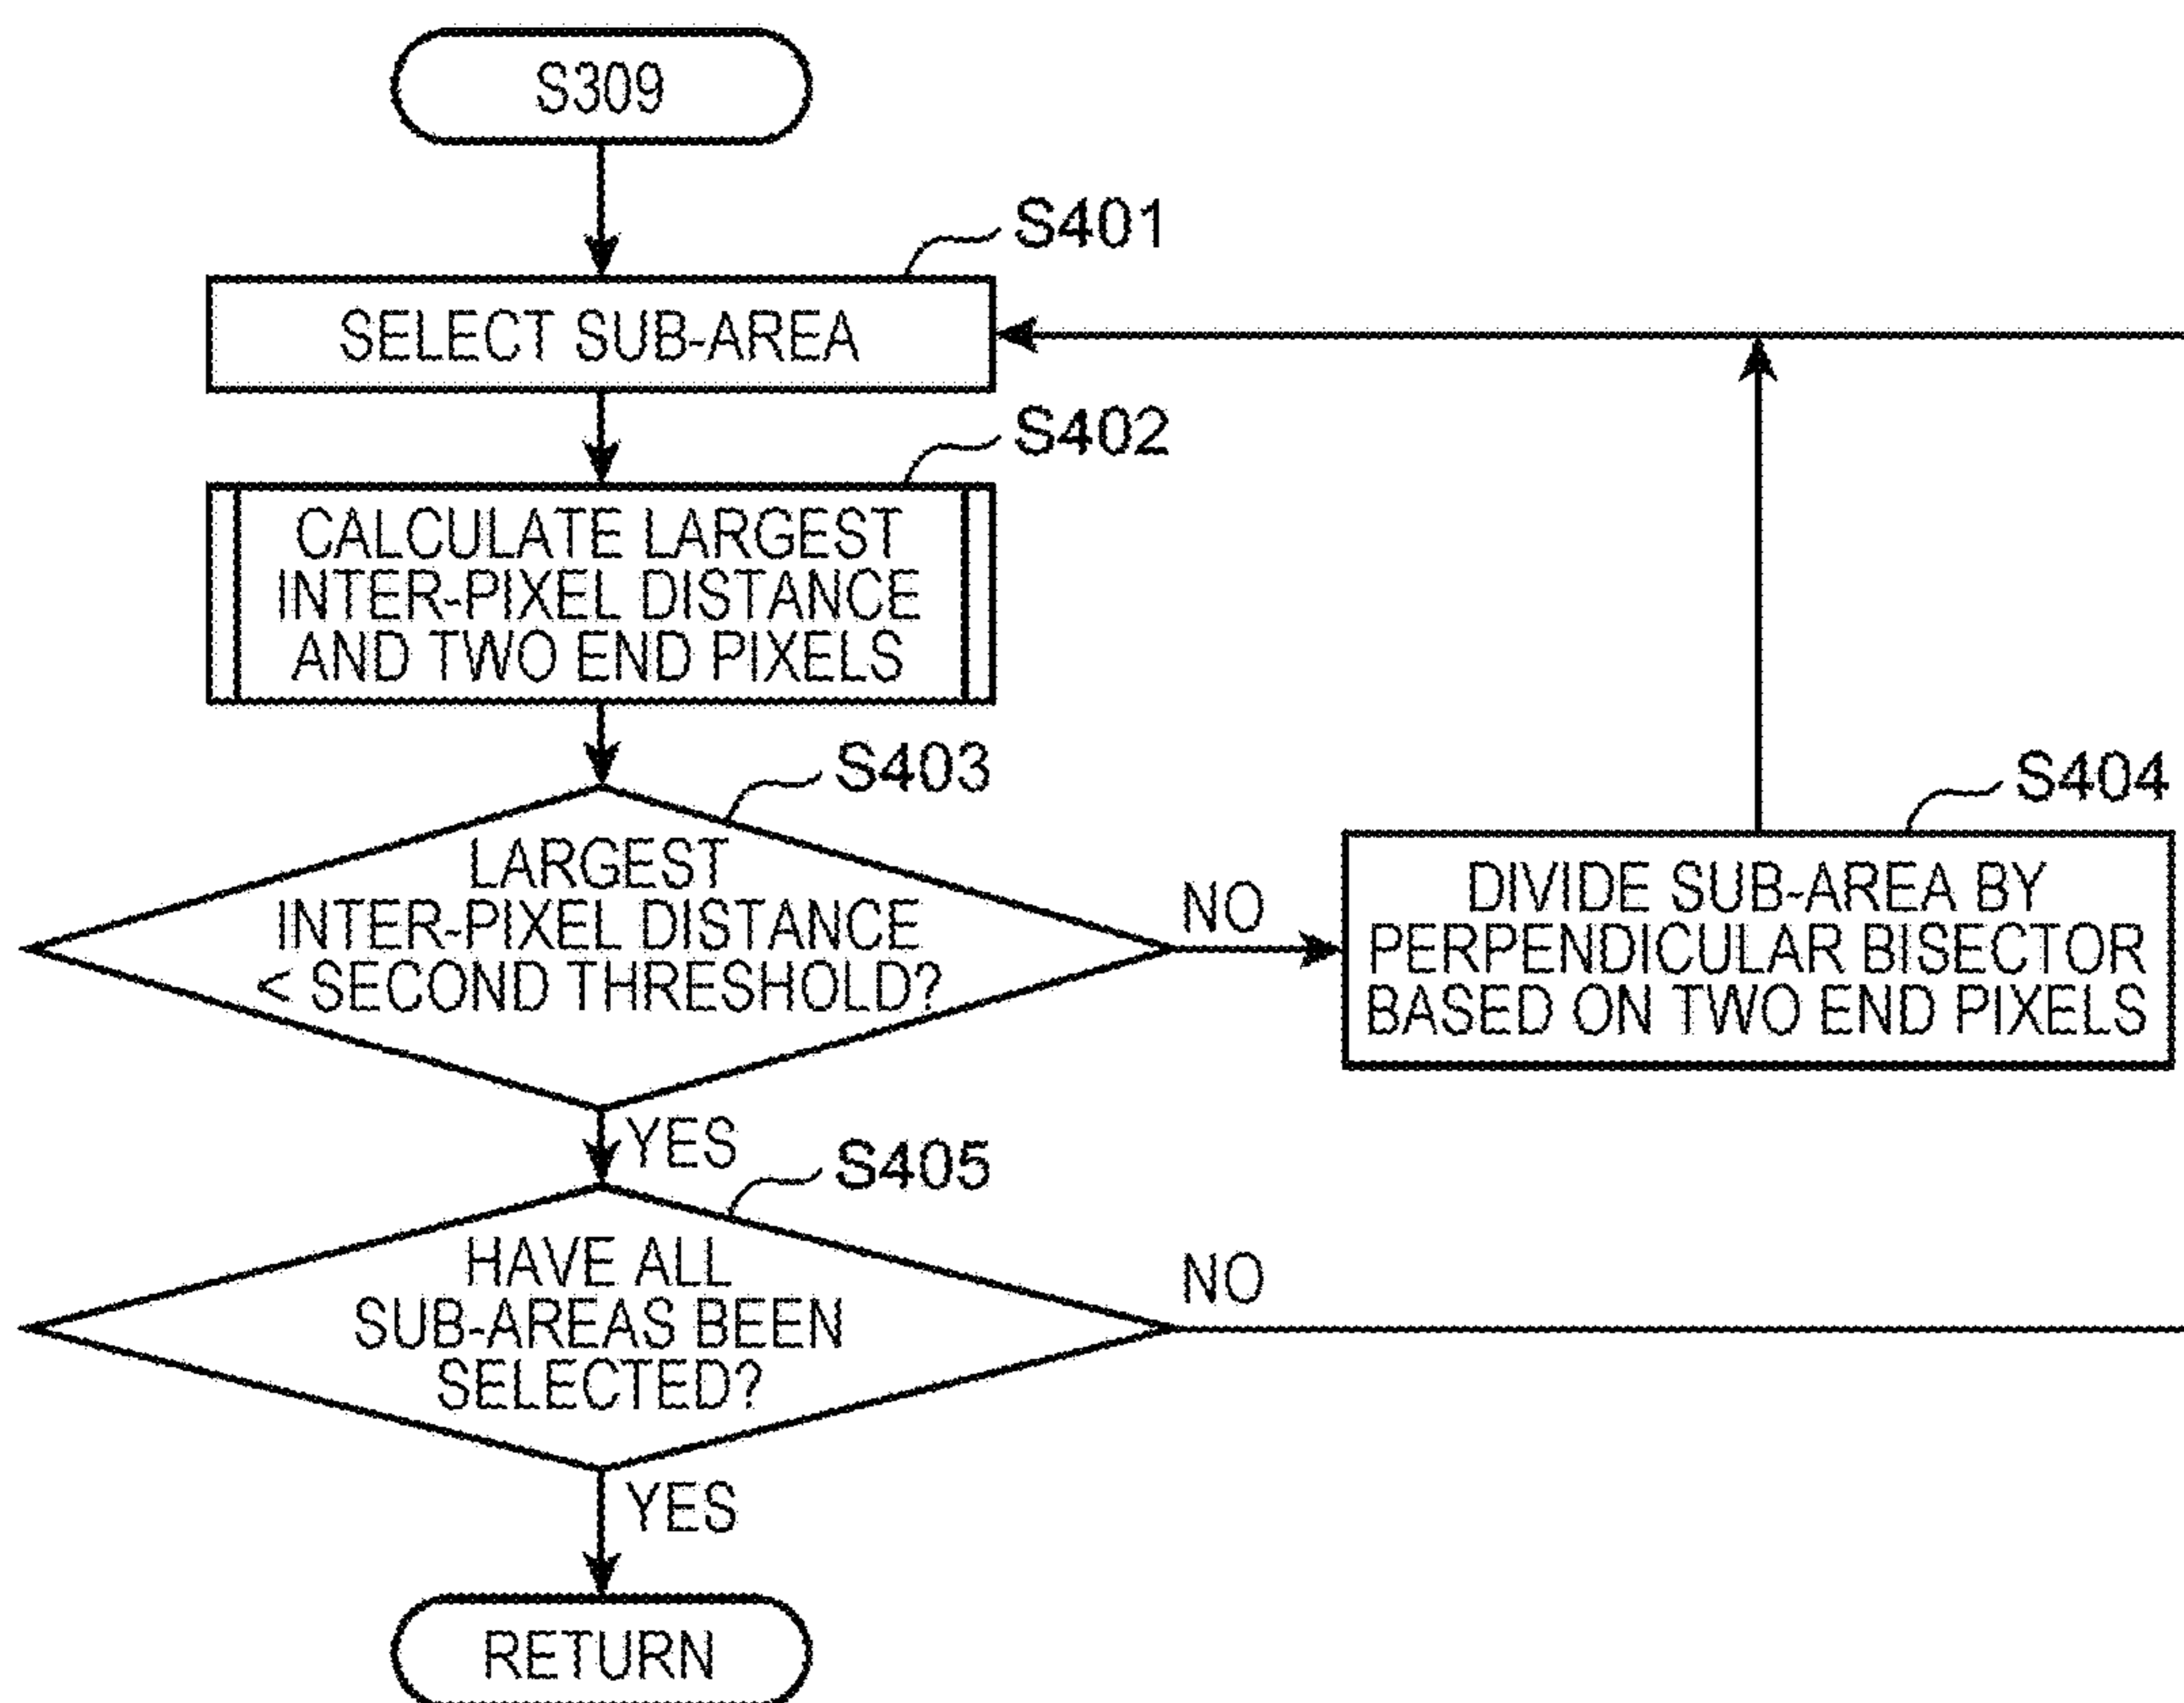 S309
S401
SELECT SUB-AREA
S402
CALCULATE LARGEST
INTER-PIXEL DISTANCE
AND TWO END PIXELS
S403
LARGEST
INTER-PIXEL DISTANCE
< SECOND THRESHOLD?
NO
S404
DIVIDE SUB-AREA BY
PERPENDICULAR BISECTOR
BASED ON TWO END PIXELS
YES
S405
HAVE ALL
SUB-AREAS BEEN
SELECTED?
NO
YES
RETURN